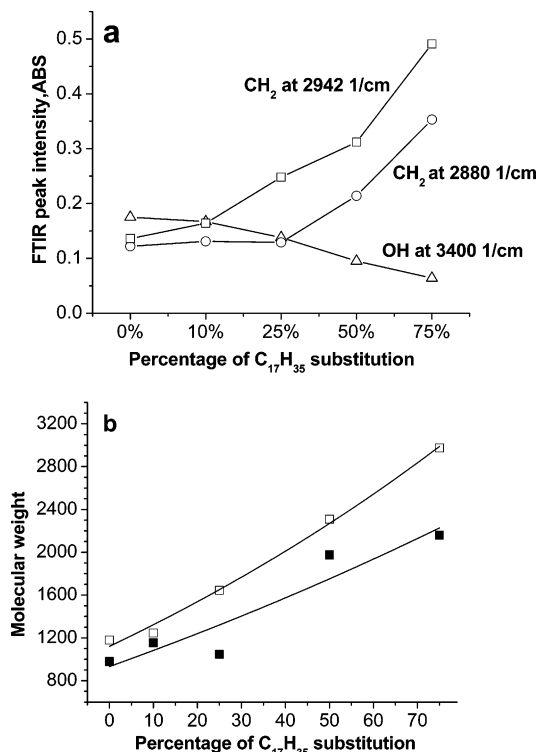 a
0.5
0.4
0.3
0.2
0.1
0.0
FTIR peak intensity,ABS
CH₂ at 2942 1/cm
CH₂ at 2880 1/cm
OH at 3400 1/cm
0% 10% 25% 50% 75%
Percentage of C₁₇H₃₅ substitution
b
3200
2800
2400
2000
1600
1200
800
Molecular weight
0 10 20 30 40 50 60 70
Percentage of C₁₇H₃₅ substitution